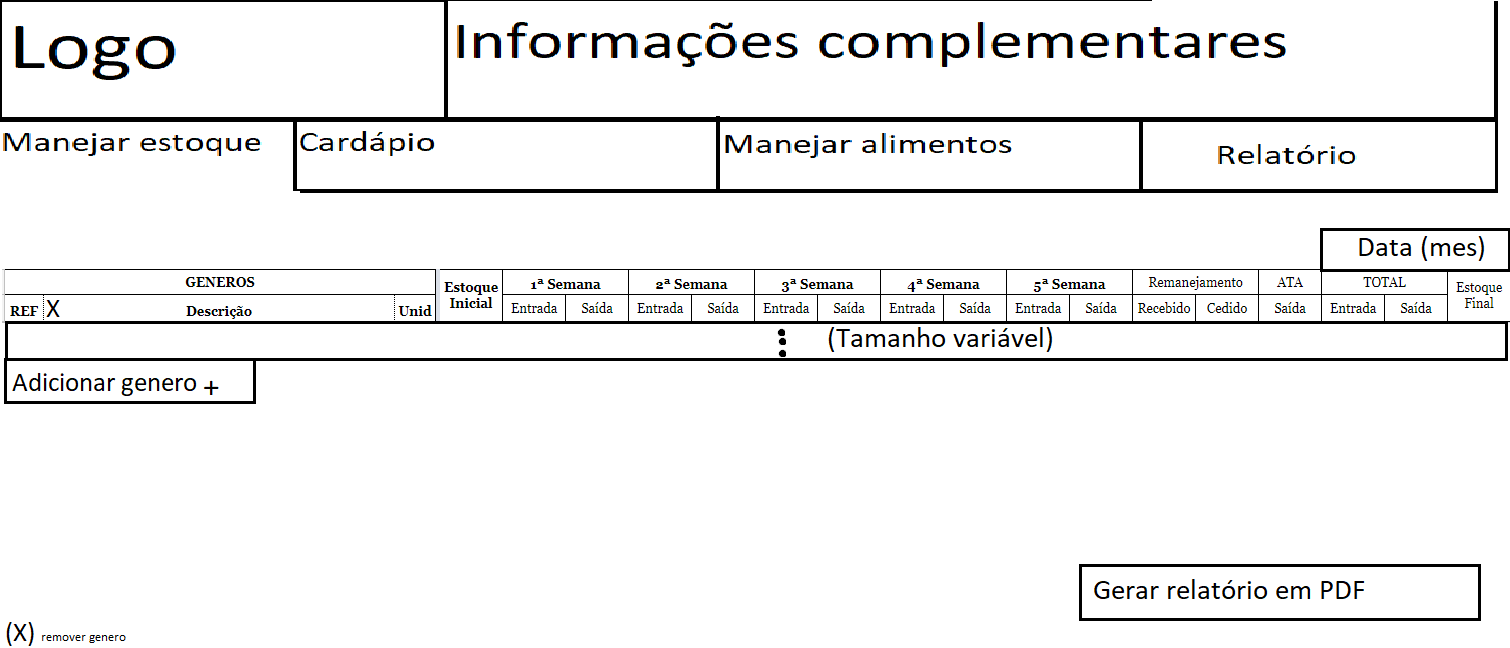 Logo
Informações complementares
Manejar estoque
Cardápio
Manejar alimentos
Relatório
Data (mes)
GENEROS
REF X Descrição Unid
Estoque
Inicial
1ª Semana
Entrada Saída
2ª Semana
Entrada Saída
3ª Semana
Entrada Saída
4ª Semana
Entrada Saída
5ª Semana
Entrada Saída
Remanejamento
Recebido Cedido
ATA
Saída
TOTAL
Entrada Saída
Estoque
Final
(Tamanho variável)
Adicionar genero +
Gerar relatório em PDF
(X) remover genero